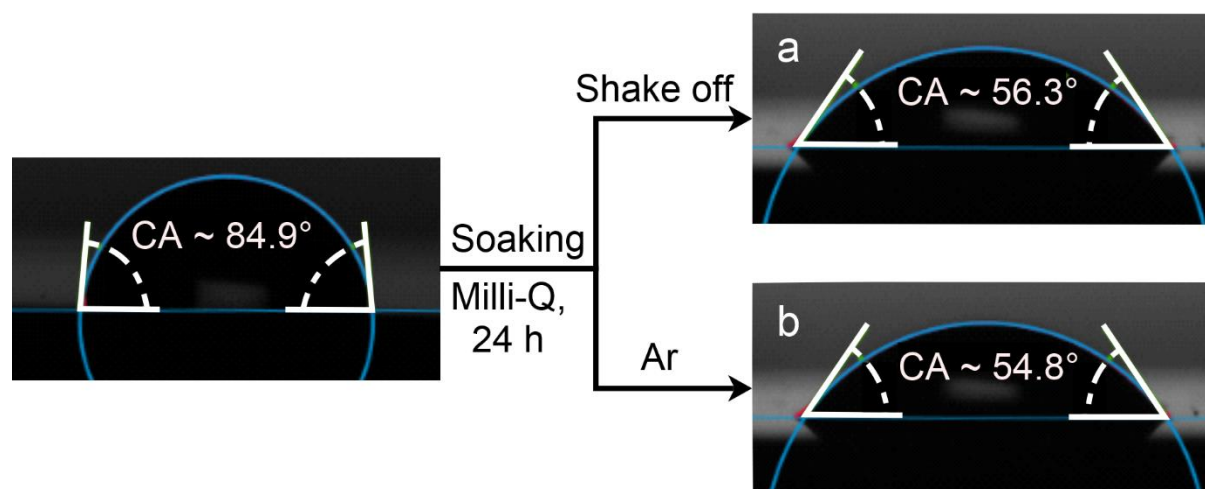 CA ~ 84.9°
Soaking
Milli-Q,
24 h
Shake off
a
CA ~ 56.3°
Ar
b
CA ~ 54.8°